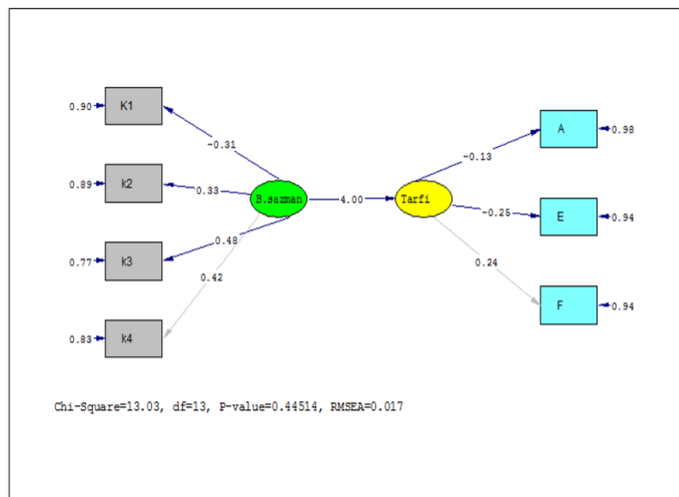 0.90 K1
-0.31
A 0.98
-0.13
0.89 k2
0.33
B.sazman 4.00 Tarfi
-0.25 E 0.94
0.48
0.77 k3
0.24
0.42
F 0.94
0.83 k4
Chi-Square=13.03, df=13, P-value=0.44514, RMSEA=0.017